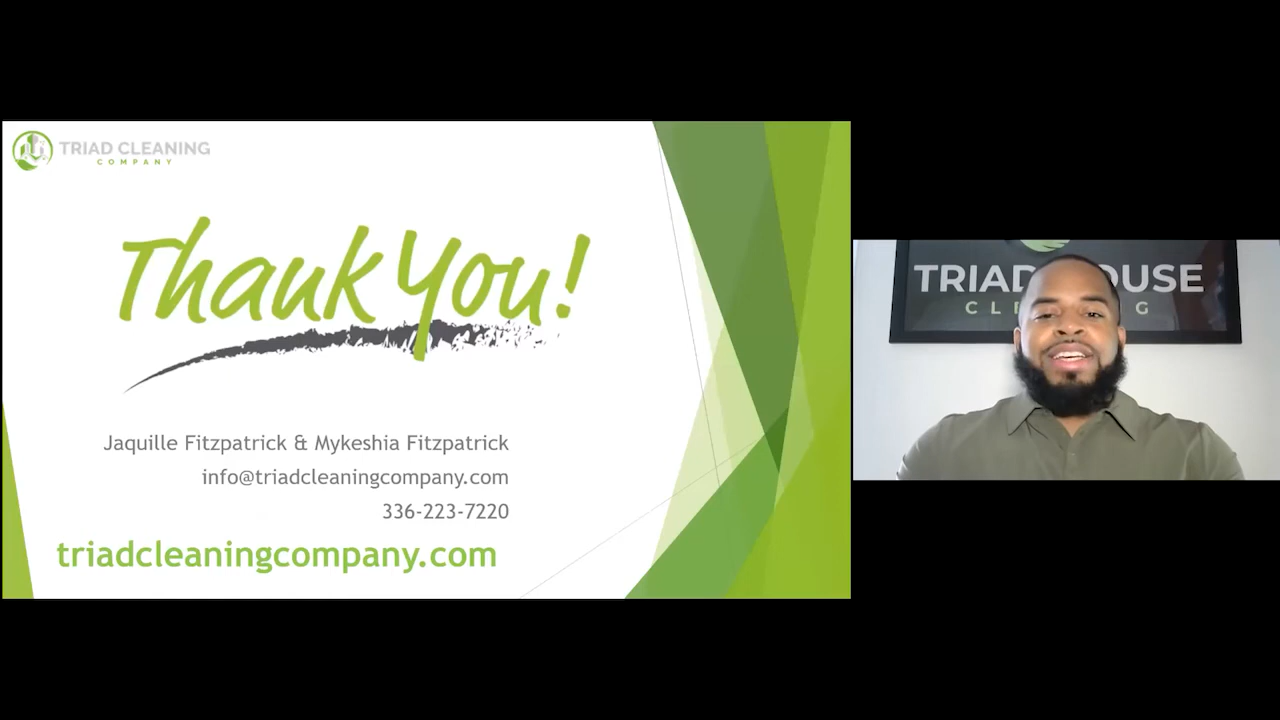 TRIAD CLEANING
COMPANY
Thank You!
Jaquille Fitzpatrick & Mykeshia Fitzpatrick
info@triadcleaningcompany.com
336-223-7220
triadcleaningcompany.com
TRIAD OUSE
CL G